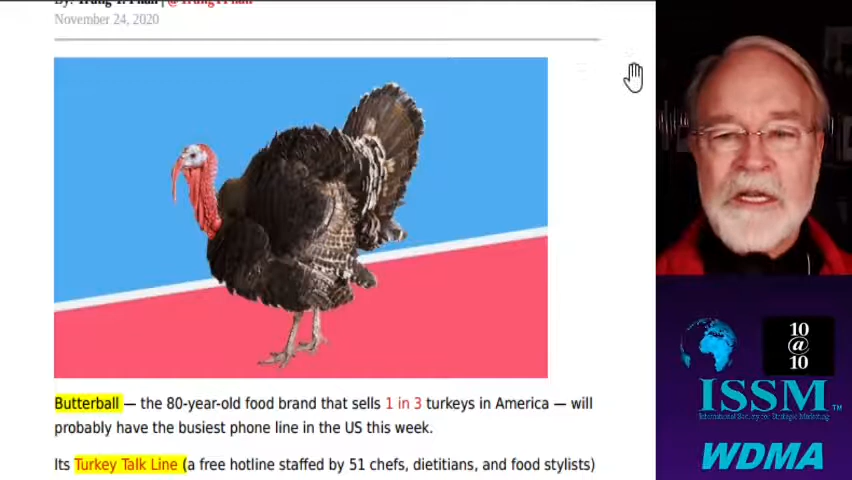 November 24, 2020
Butterball — the 80-year-old food brand that sells 1 in 3 turkeys in America — will
probably have the busiest phone line in the US this week.
Its Turkey Talk Line (a free hotline staffed by 51 chefs, dietitians, and food stylists)
10
@
10
ISSM™
International Society for Strategic Marketing
WDMA